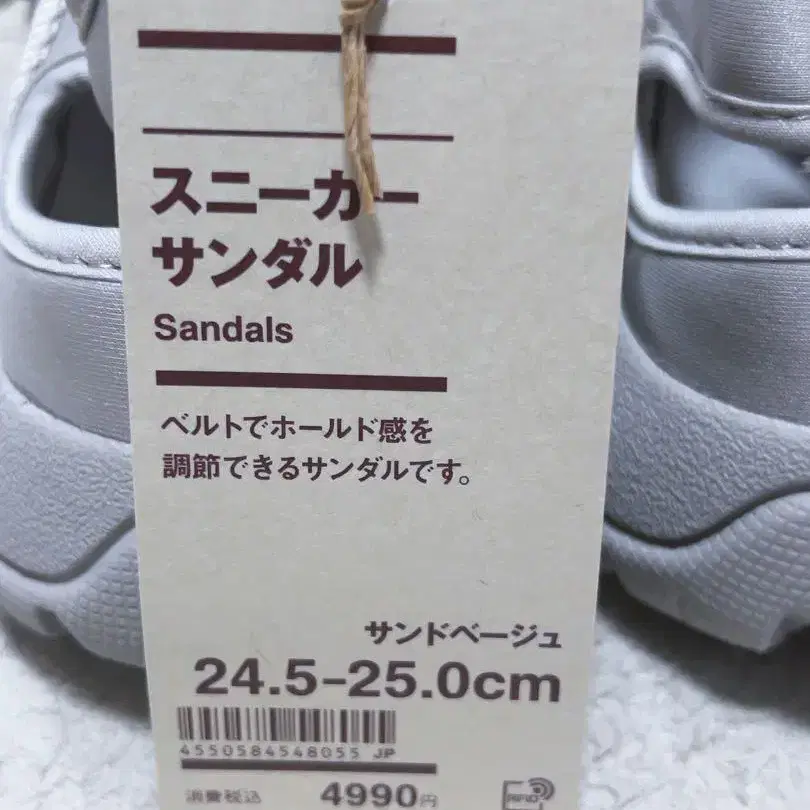 スニーカー
サンダル
Sandals
ベルトでホールド感を
調節できるサンダルです。
サンドベージュ
24.5-25.0cm
4550584548055 JP
消費税込 4990円
RFID